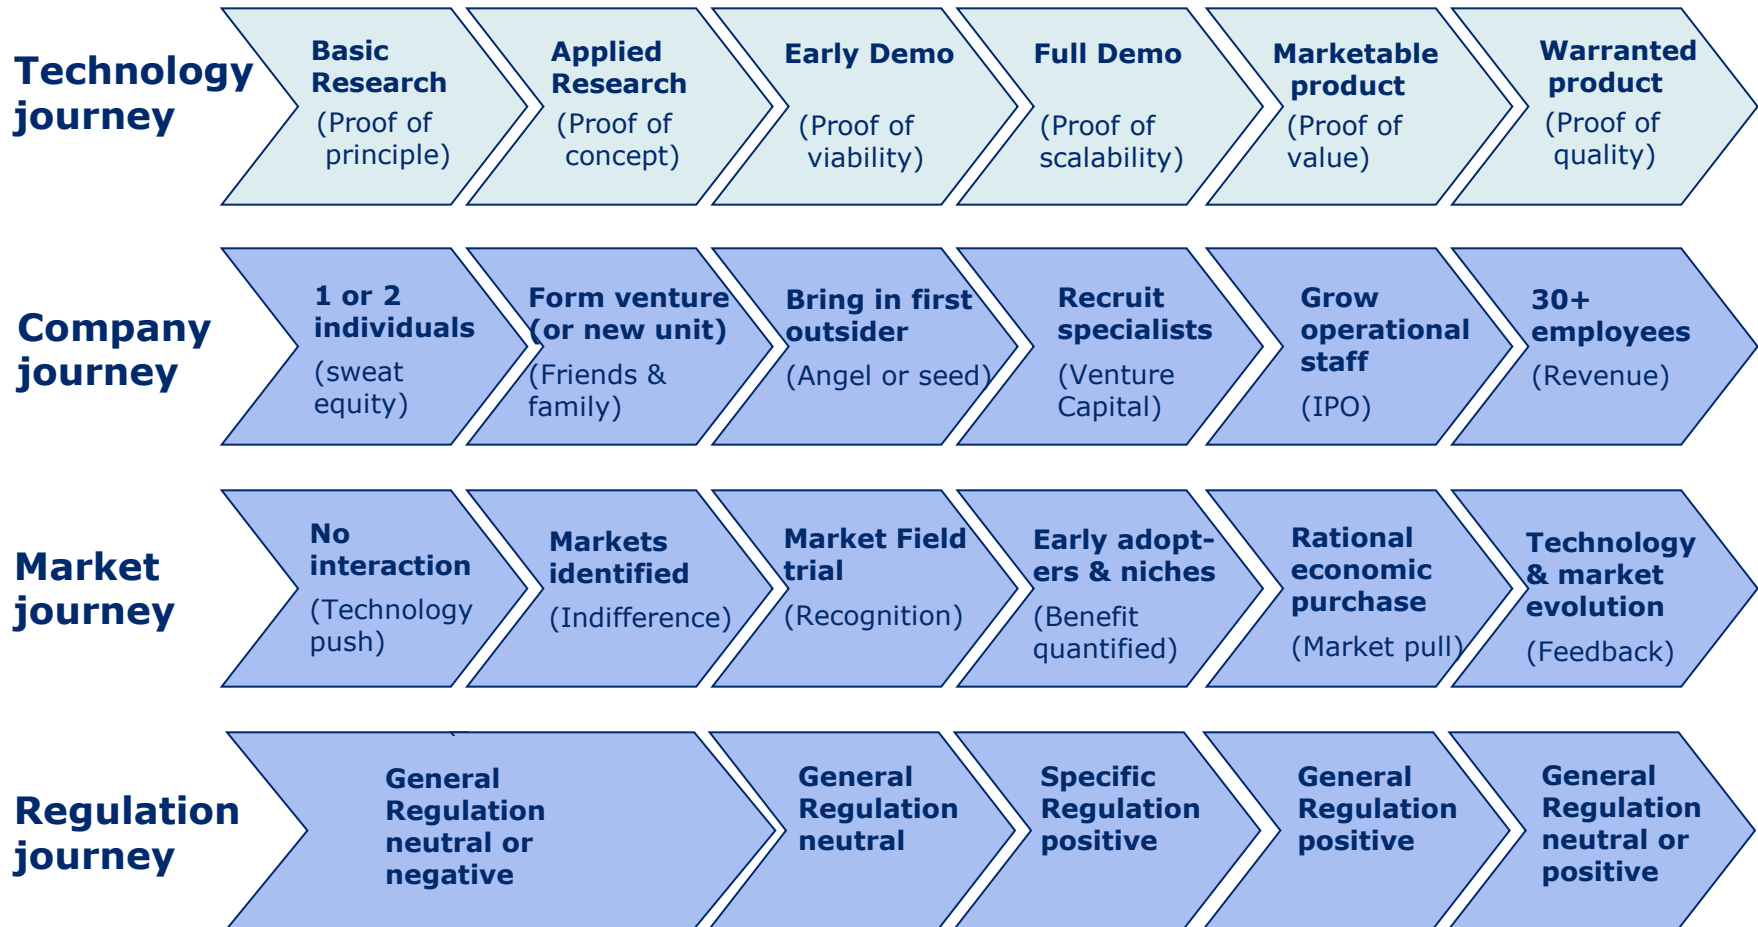 Technology
journey
Basic
Research
(Proof of
principle)
Applied
Research
(Proof of
concept)
Early Demo
(Proof of
viability)
Full Demo
(Proof of
scalability)
Marketable
product
(Proof of
value)
Warranted
product
(Proof of
quality)
Company
journey
1 or 2
individuals
(sweat
equity)
Form venture
(or new unit)
(Friends &
family)
Bring in first
outsider
(Angel or seed)
Recruit
specialists
(Venture
Capital)
Grow
operational
staff
(IPO)
30+
employees
(Revenue)
Market
journey
No
interaction
(Technology
push)
Markets
identified
(Indifference)
Market Field
trial
(Recognition)
Early adopt-
ers & niches
(Benefit
quantified)
Rational
economic
purchase
(Market pull)
Technology
& market
evolution
(Feedback)
Regulation
journey
General
Regulation
neutral or
negative
General
Regulation
neutral
Specific
Regulation
positive
General
Regulation
positive
General
Regulation
neutral or
positive